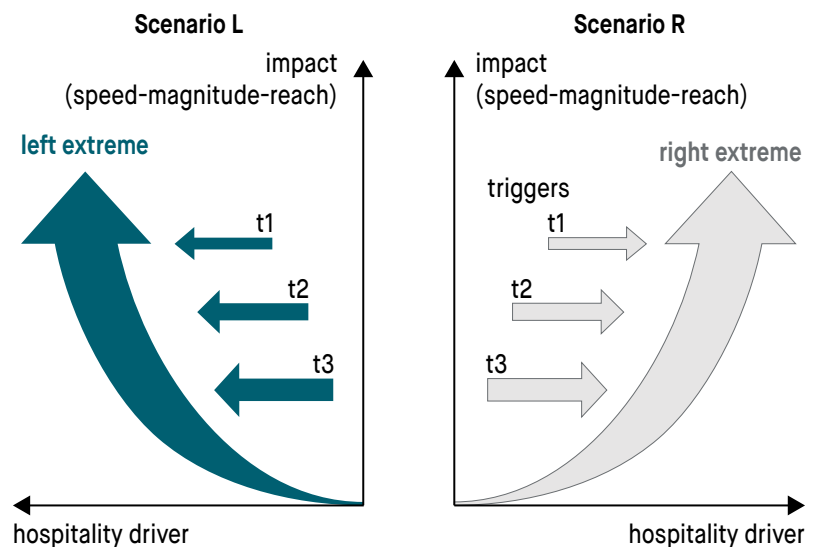 Scenario L
impact
(speed-magnitude-reach)
left extreme
t1
t2
t3
hospitality driver
Scenario R
impact
(speed-magnitude-reach)
right extreme
triggers
t1
t2
t3
hospitality driver